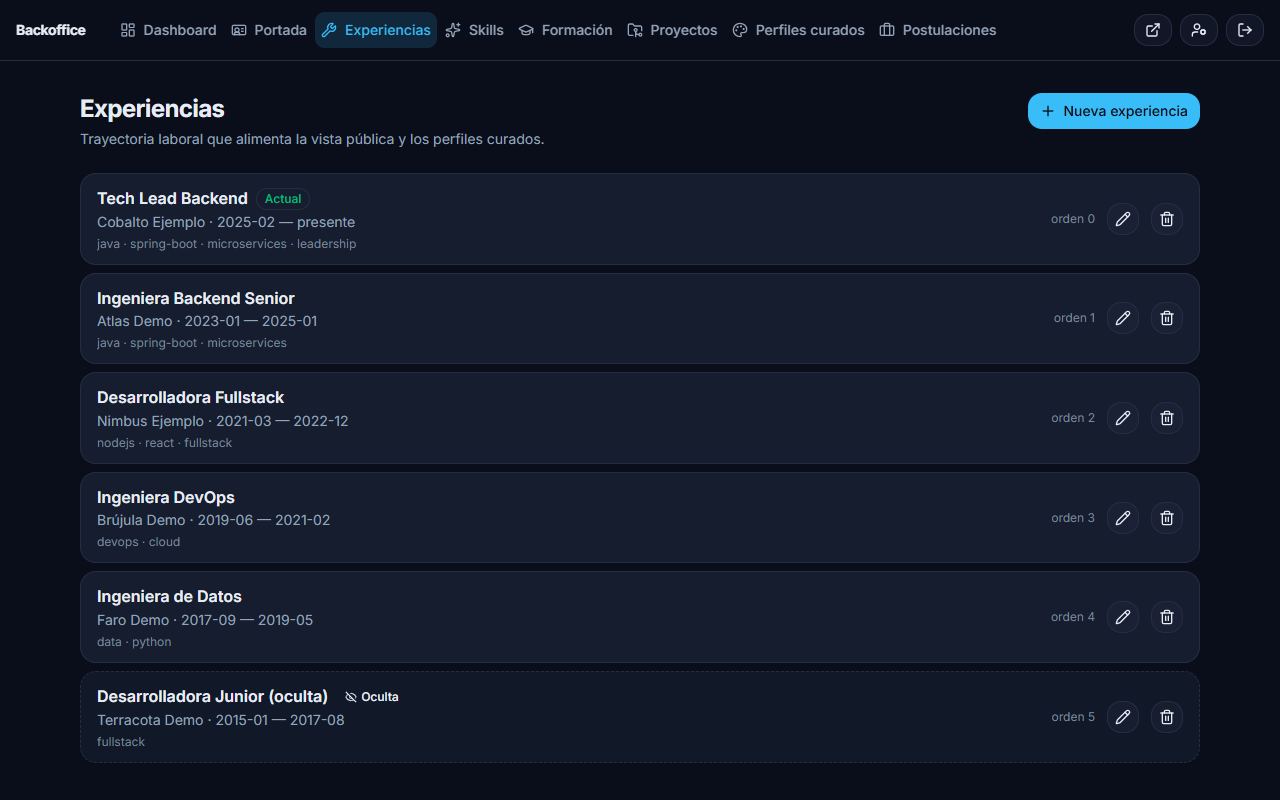 Backoffice
Dashboard
Portada
Experiencias
Skills
Formación
Proyectos
Perfiles curados
Postulaciones
Experiencias
Nueva experiencia
Trayectoria laboral que alimenta la vista pública y los perfiles curados.
Tech Lead Backend Actual
Cobalto Ejemplo · 2025-02 — presente
java · spring-boot · microservices · leadership
orden 0
Ingeniera Backend Senior
Atlas Demo · 2023-01 — 2025-01
java · spring-boot · microservices
orden 1
Desarrolladora Fullstack
Nimbus Ejemplo · 2021-03 — 2022-12
nodejs · react · fullstack
orden 2
Ingeniera DevOps
Brújula Demo · 2019-06 — 2021-02
devops · cloud
orden 3
Ingeniera de Datos
Faro Demo · 2017-09 — 2019-05
data · python
orden 4
Desarrolladora Junior (oculta) Oculta
Terracota Demo · 2015-01 — 2017-08
fullstack
orden 5